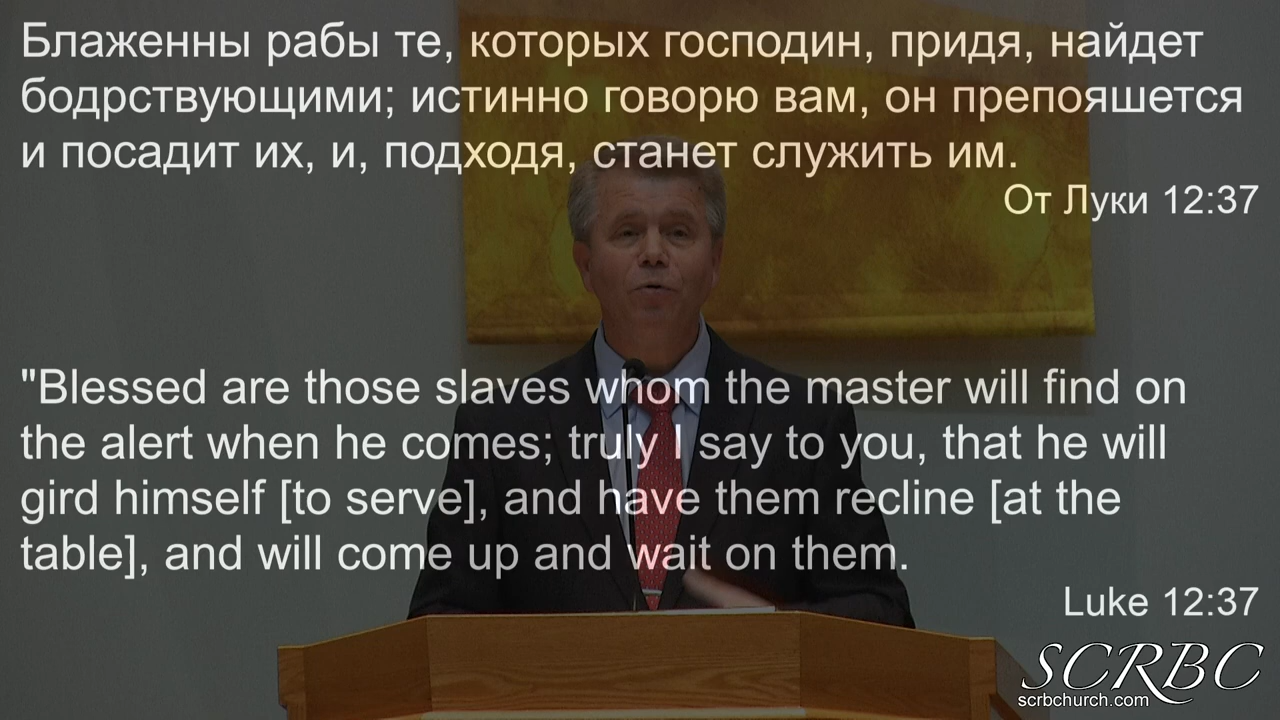 Блаженны рабы те, которых господин, придя, найдет
бодрствующими; истинно говорю вам, он препояшется
и посадит их, и, подходя, станет служить им.
От Луки 12:37
"Blessed are those slaves whom the master will find on
the alert when he comes; truly I say to you, that he will
gird himself [to serve], and have them recline [at the
table], and will come up and wait on them.
Luke 12:37
SCRBC
scrbchurch.com